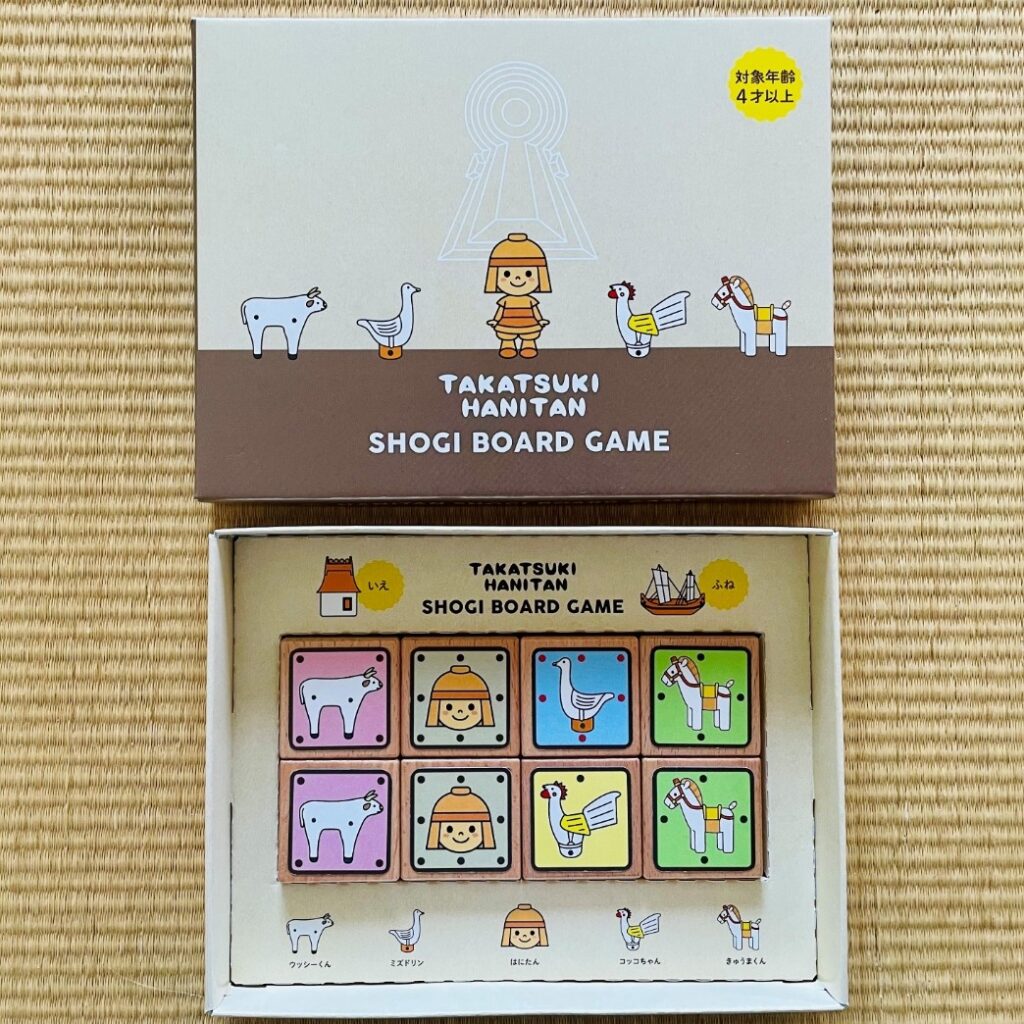 対象年齢
4才以上
TAKATSUKI
HANITAN
SHOGI BOARD GAME
いえ
TAKATSUKI
HANITAN
SHOGI BOARD GAME
ふね
ウッシーくん
ミズドリン
はにたん
コッコちゃん
きゅうまくん